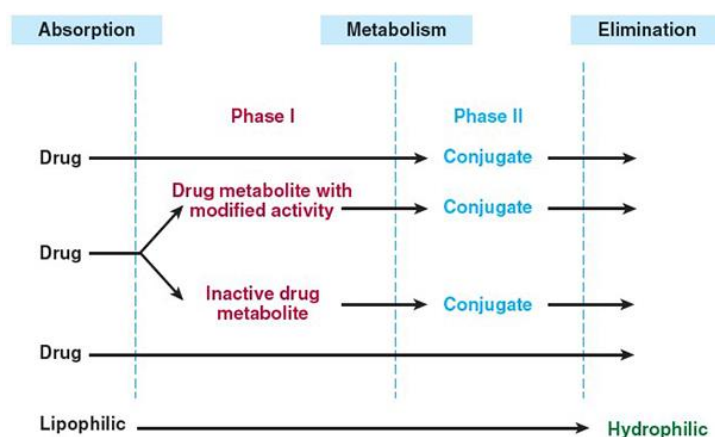 Absorption
Metabolism
Elimination
Phase I
Phase II
Drug
Conjugate
Drug metabolite with
modified activity
Conjugate
Drug
Inactive drug
metabolite
Conjugate
Drug
Lipophilic
Hydrophilic